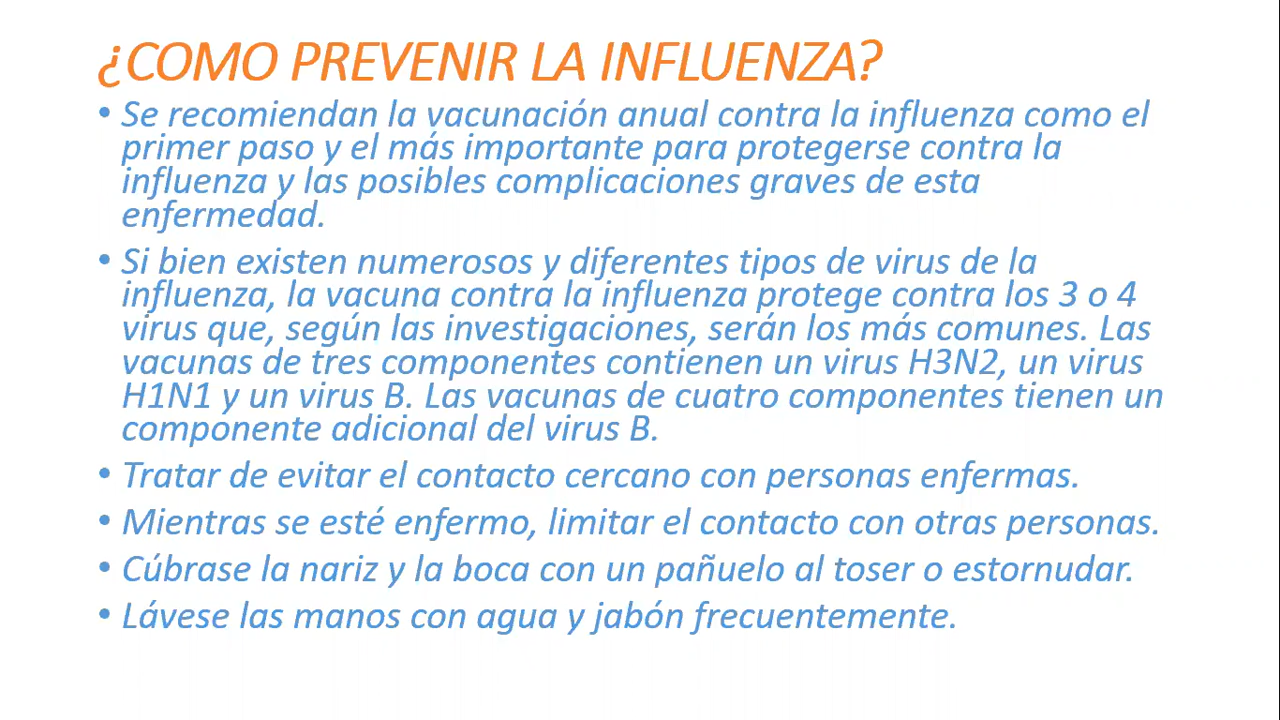 ¿COMO PREVENIR LA INFLUENZA?
• Se recomiendan la vacunación anual contra la influenza como el
primer paso y el más importante para protegerse contra la
influenza y las posibles complicaciones graves de esta
enfermedad.
• Si bien existen numerosos y diferentes tipos de virus de la
influenza, la vacuna contra la influenza protege contra los 3 o 4
virus que, según las investigaciones, serán los más comunes. Las
vacunas de tres componentes contienen un virus H3N2, un virus
H1N1 y un virus B. Las vacunas de cuatro componentes tienen un
componente adicional del virus B.
• Tratar de evitar el contacto cercano con personas enfermas.
• Mientras se esté enfermo, limitar el contacto con otras personas.
• Cúbrase la nariz y la boca con un pañuelo al toser o estornudar.
• Lávese las manos con agua y jabón frecuentemente.